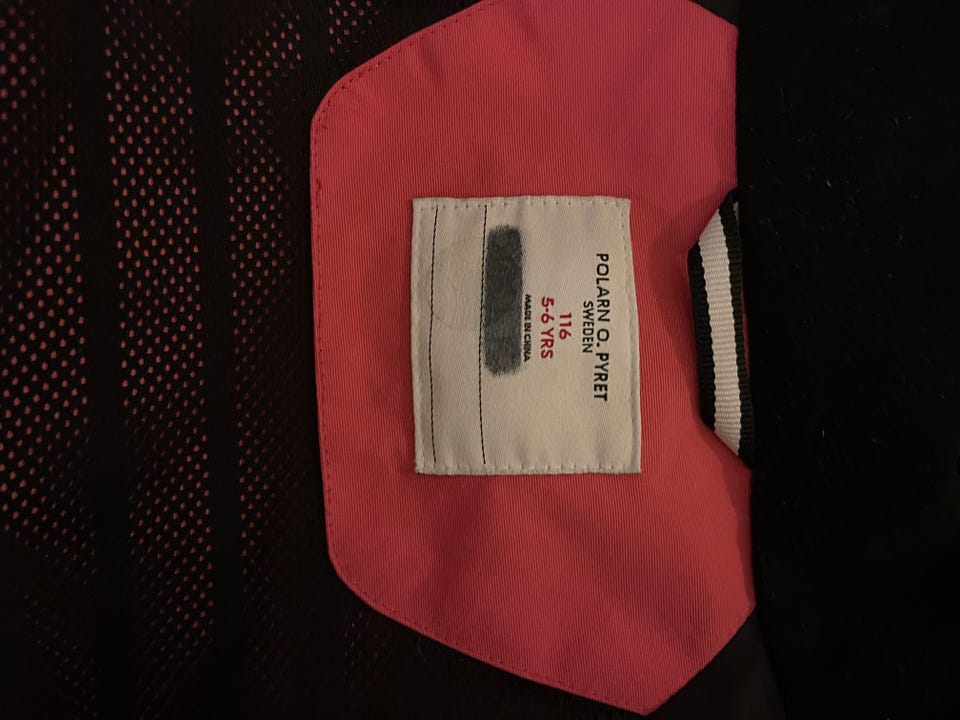 POLARN O. PYRET
SWEDEN
116
5-6 YRS
MADE IN CHINA